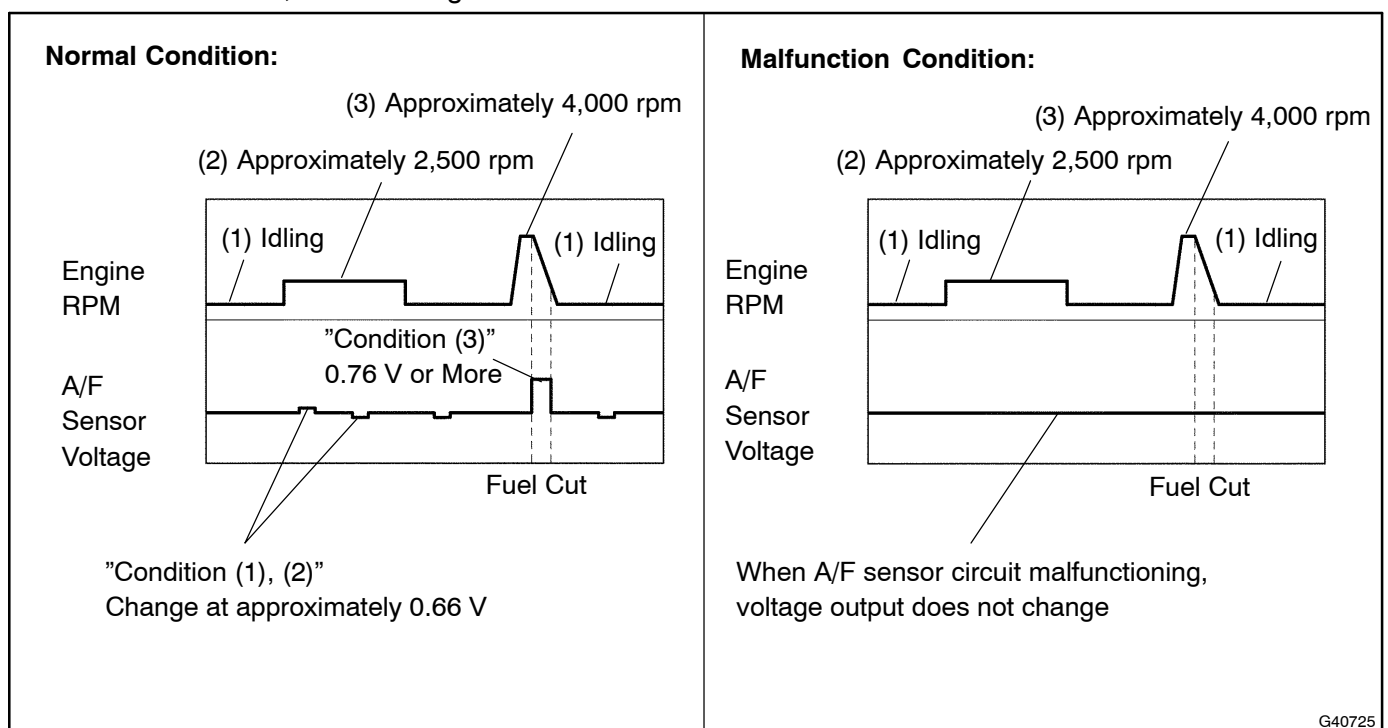 Normal Condition:
(3) Approximately 4,000 rpm
(2) Approximately 2,500 rpm
(1) Idling
(1) Idling
Engine
RPM
"Condition (3)"
0.76 V or More
A/F
Sensor
Voltage
Fuel Cut
"Condition (1), (2)"
Change at approximately 0.66 V
Malfunction Condition:
(3) Approximately 4,000 rpm
(2) Approximately 2,500 rpm
(1) Idling
(1) Idling
Engine
RPM
A/F
Sensor
Voltage
Fuel Cut
When A/F sensor circuit malfunctioning,
voltage output does not change
G40725